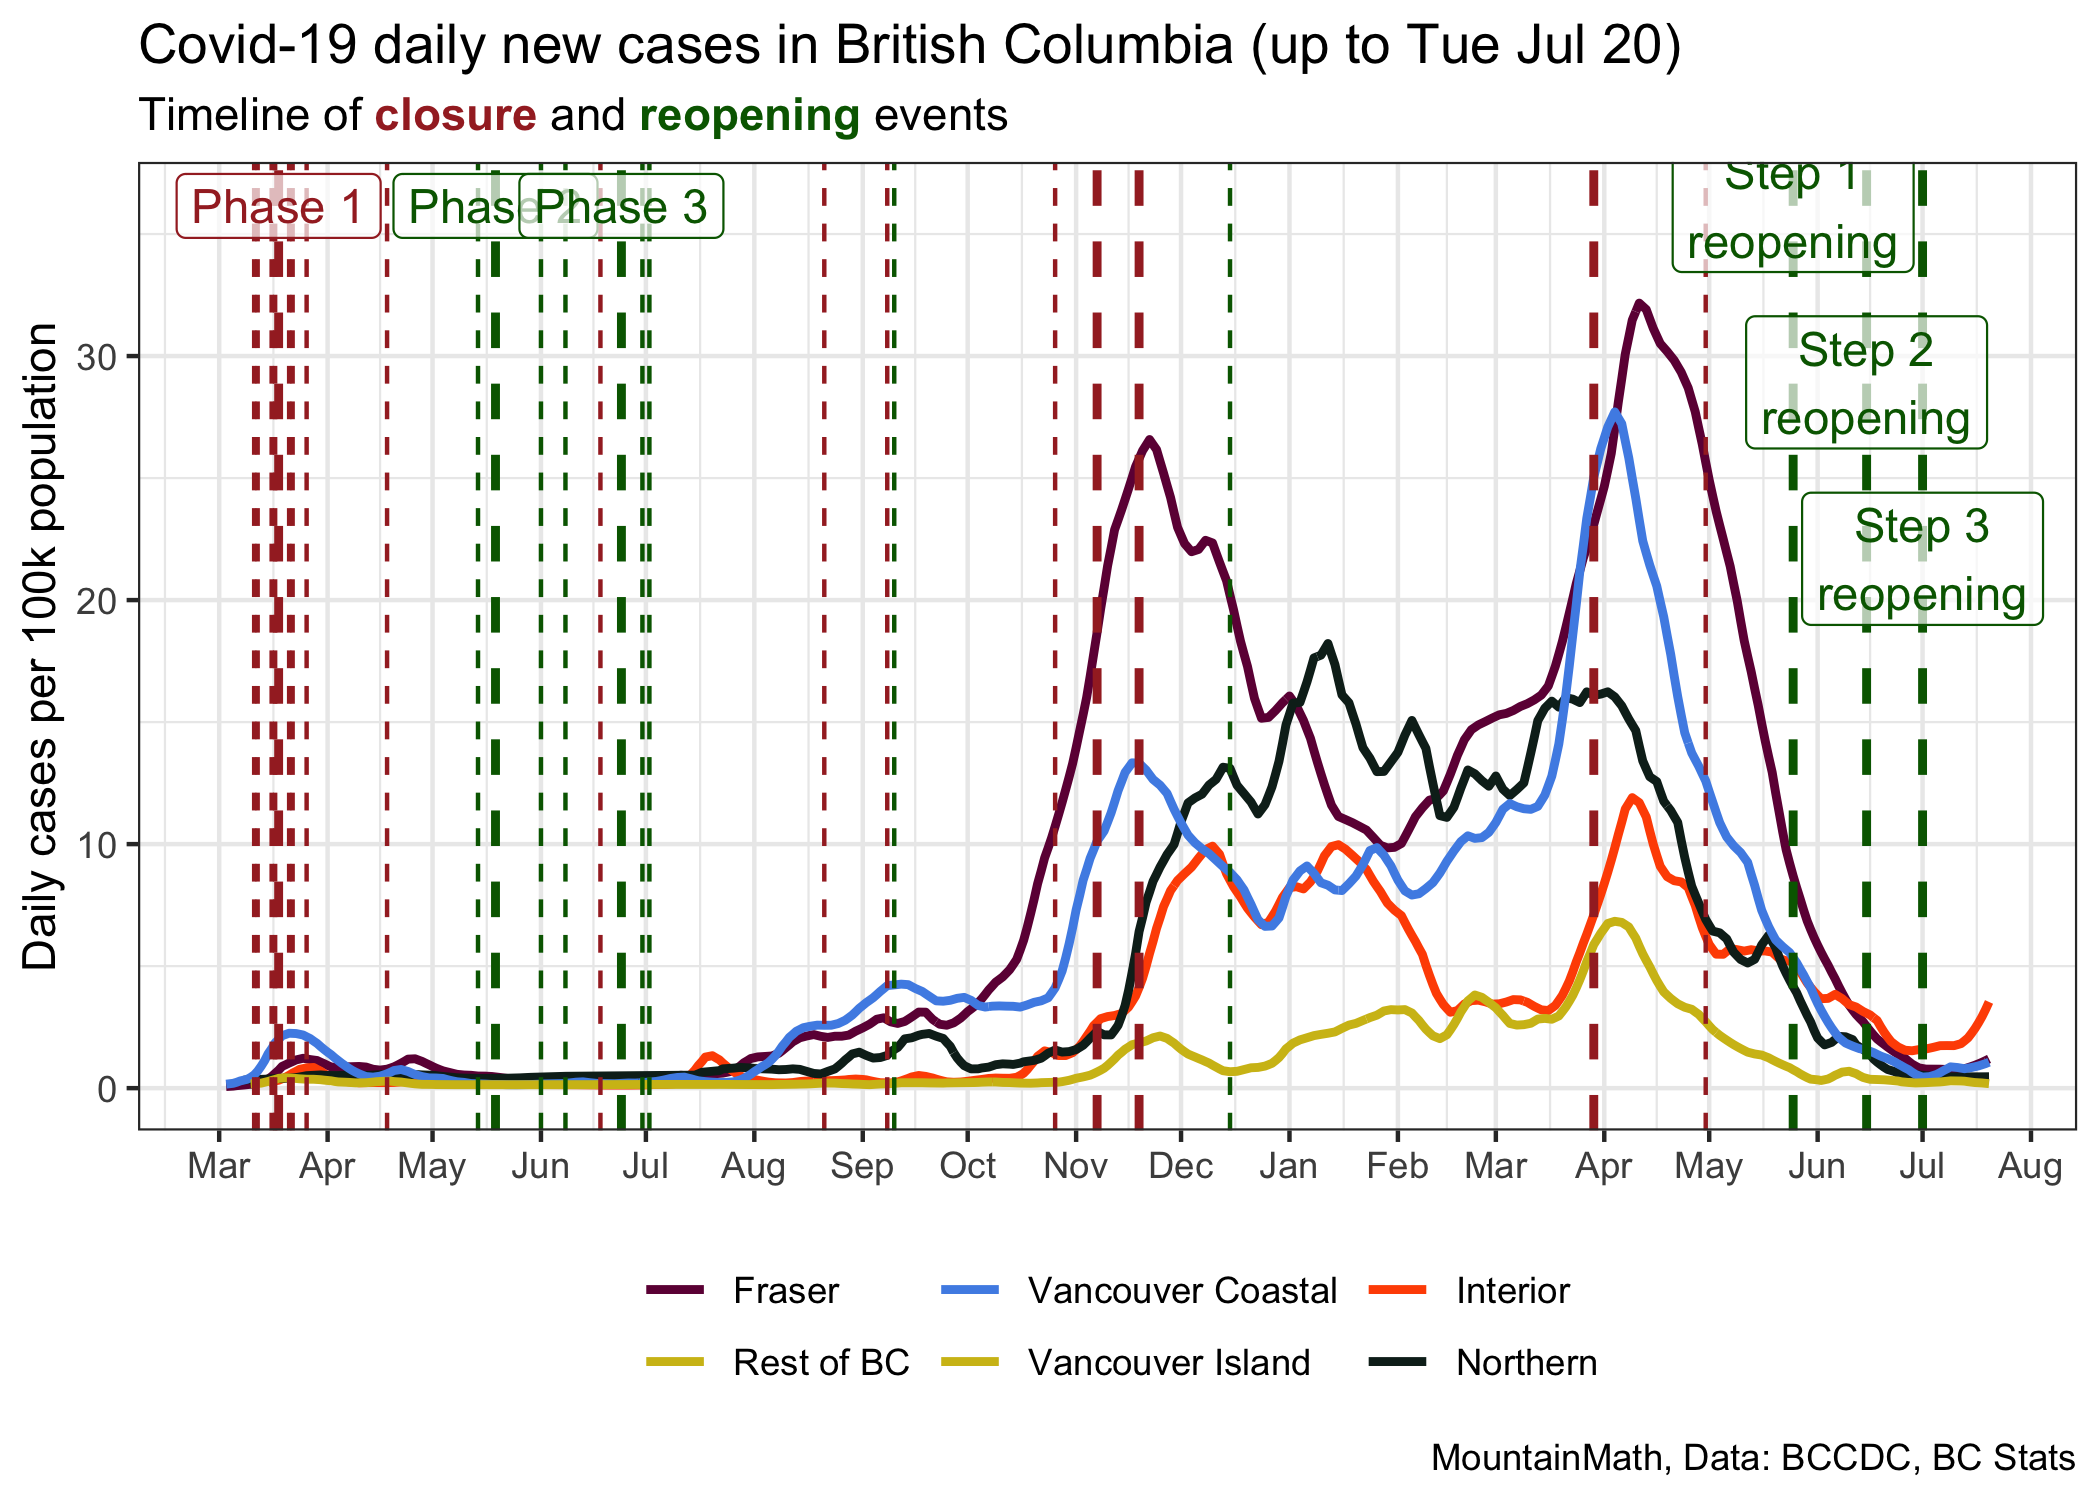 Covid-19 daily new cases in British Columbia (up to Tue Jul 20)
Timeline of closure and reopening events
Daily cases per 100k population
30
20
10
0
Phase 1
Phase 2
Phase 3
Step 1
reopening
Step 2
reopening
Step 3
reopening
Mar Apr May Jun Jul Aug Sep Oct Nov Dec Jan Feb Mar Apr May Jun Jul Aug
Fraser Vancouver Coastal Interior
Rest of BC Vancouver Island Northern
MountainMath, Data: BCCDC, BC Stats